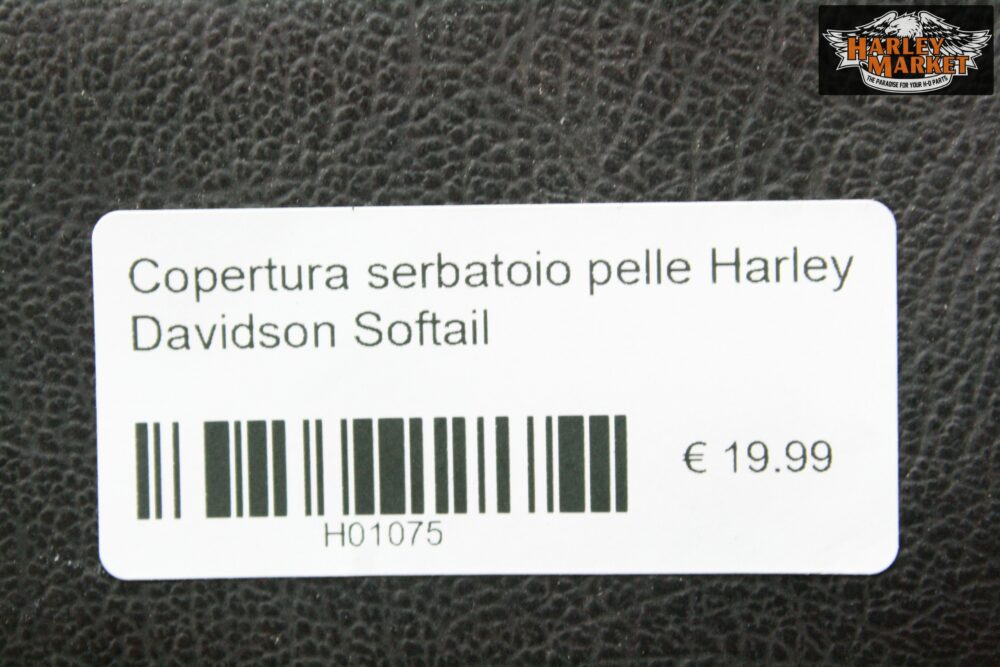 HARLEY
MARKET
THE PARADISE FOR YOUR H-D PARTS
Copertura serbatoio pelle Harley
Davidson Softail
€ 19.99
H01075